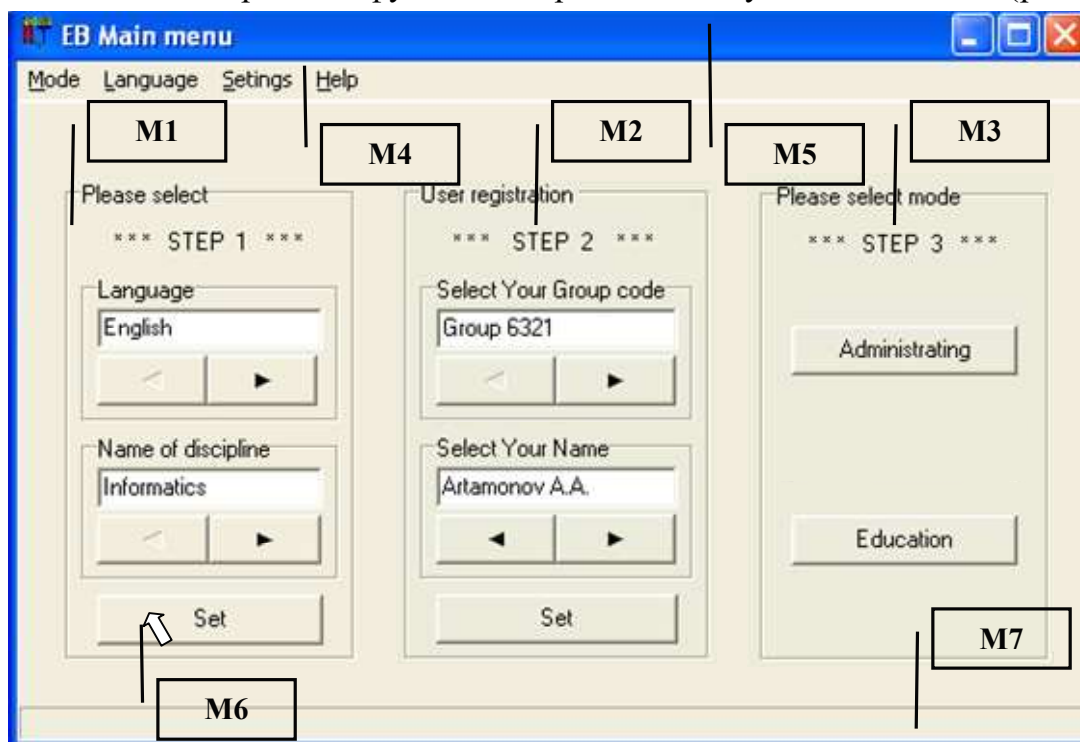 EB Main menu
Mode Language Setings Help
M1
M4
M2
M5
M3
Please select
*** STEP 1 ***
Language
English
Name of discipline
Informatics
Set
User registration
*** STEP 2 ***
Select Your Group code
Group 6321
Select Your Name
Artamonov A.A.
Set
Please select mode
*** STEP 3 ***
Administrating
Education
M7
M6